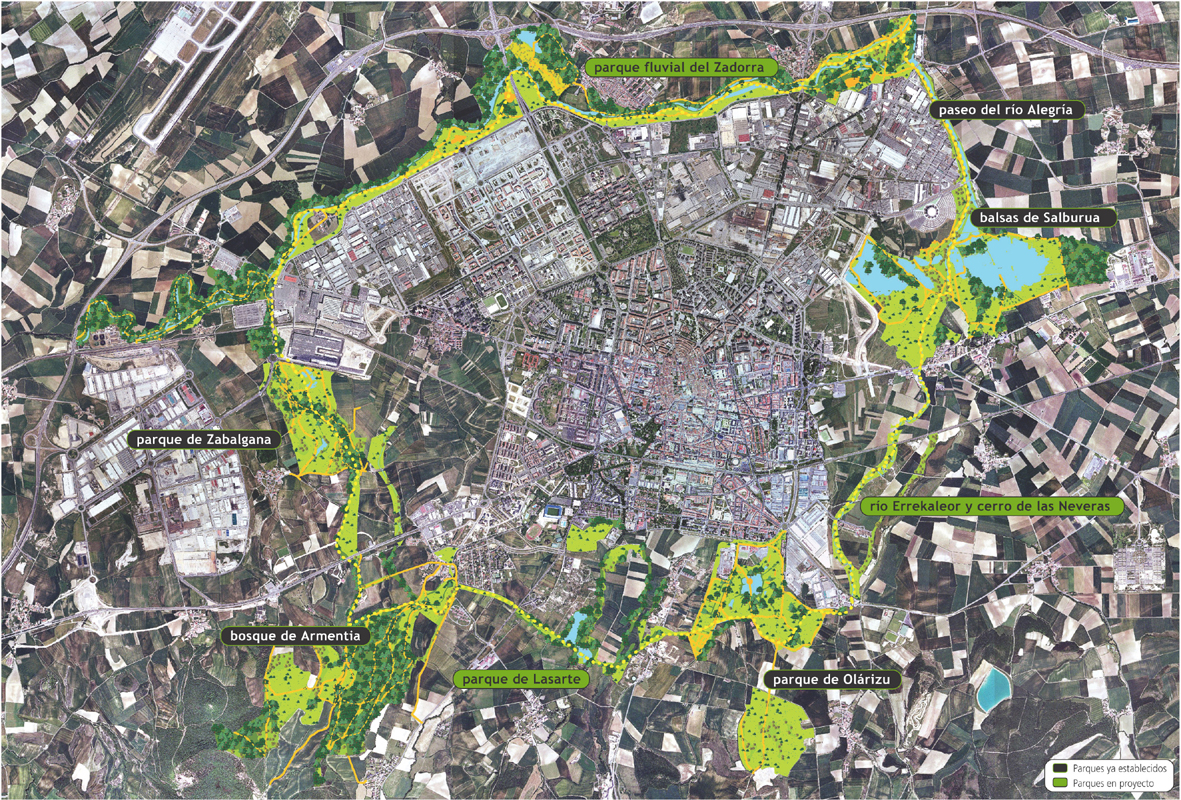 parque fluvial del Zadorra
paseo del río Alegría
balsas de Salburua
parque de Zabalgana
río Errekaleor y cerro de las Neveras
bosque de Armentia
parque de Lasarte
parque de Olárizu
Parques ya establecidos
Parques en proyecto